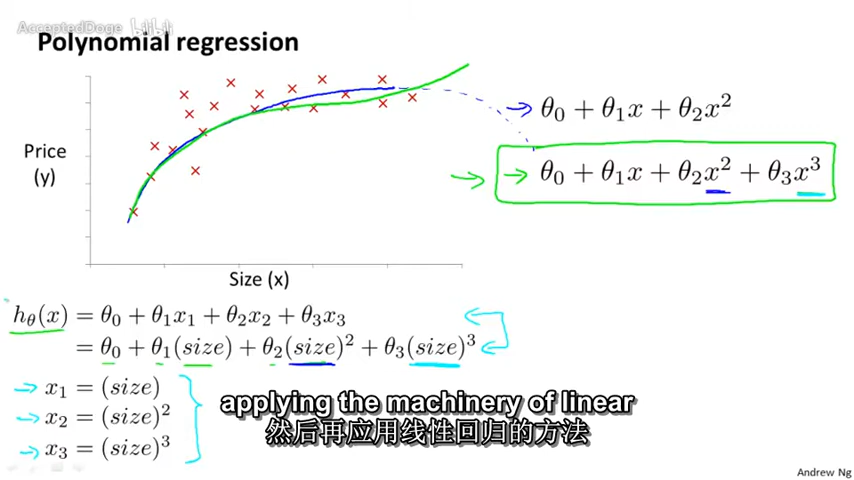 AcceptedDoge bilibili
Polynomial regression
Price
(y)
Size (x)
θ₀ + θ₁x + θ₂x²
θ₀ + θ₁x + θ₂x² + θ₃x³
hθ(x) = θ₀ + θ₁x₁ + θ₂x₂ + θ₃x₃
= θ₀ + θ₁(size) + θ₂(size)² + θ₃(size)³
x₁ = (size)
x₂ = (size)²
x₃ = (size)³
applying the machinery of linear
然后再应用线性回归的方法
Andrew Ng